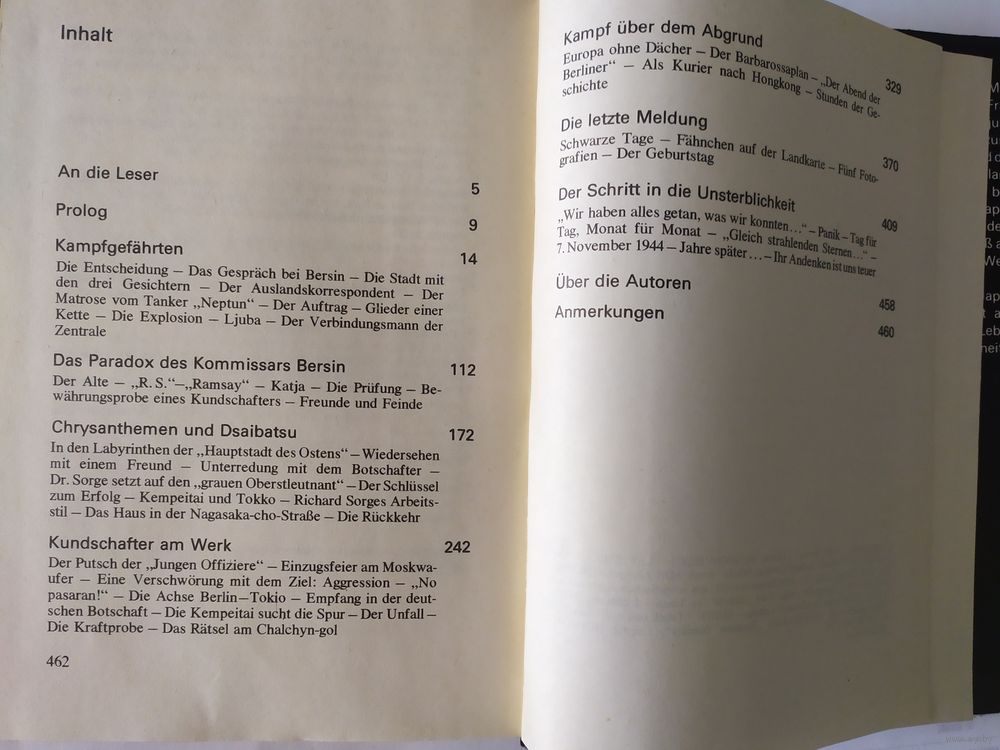 Inhalt
An die Leser 5
Prolog 9
Kampfgefährten 14
Die Entscheidung – Das Gespräch bei Bersin – Die Stadt mit
den drei Gesichtern – Der Auslandskorrespondent – Der
Matrose vom Tanker „Neptun“ – Der Auftrag – Glieder einer
Kette – Die Explosion – Ljuba – Der Verbindungsmann der
Zentrale
Das Paradox des Kommissars Bersin 112
Der Alte – „R. S.“–„Ramsay“ – Katja – Die Prüfung – Be-
währungsprobe eines Kundschafters – Freunde und Feinde
Chrysanthemen und Dsaibatsu 172
In den Labyrinthen der „Hauptstadt des Ostens“ – Wiedersehen
mit einem Freund – Unterredung mit dem Botschafter –
Dr. Sorge setzt auf den „grauen Oberstleutnant“ – Der Schlüssel
zum Erfolg – Kempeitai und Tokko – Richard Sorges Arbeits-
stil – Das Haus in der Nagasaka-cho-Straße – Die Rückkehr
Kundschafter am Werk 242
Der Putsch der „Jungen Offiziere“ – Einzugsfeier am Moskwa-
ufer – Eine Verschwörung mit dem Ziel: Aggression – „No
pasaran!“ – Die Achse Berlin–Tokio – Empfang in der deut-
schen Botschaft – Die Kempeitai sucht die Spur – Der Unfall –
Die Kraftprobe – Das Rätsel am Chalchyn-gol
462
Kampf über dem Abgrund 329
Europa ohne Dächer – Der Barbarossaplan – „Der Abend der
Berliner“ – Als Kurier nach Hongkong – Stunden der Ge-
schichte
Die letzte Meldung 370
Schwarze Tage – Fähnchen auf der Landkarte – Fünf Foto-
grafien – Der Geburtstag
Der Schritt in die Unsterblichkeit 409
„Wir haben alles getan, was wir konnten...“ – Panik – Tag für
Tag, Monat für Monat – „Gleich strahlenden Sternen...“ –
7. November 1944 – Jahre später... – Ihr Andenken ist uns teuer
Über die Autoren 458
Anmerkungen 460